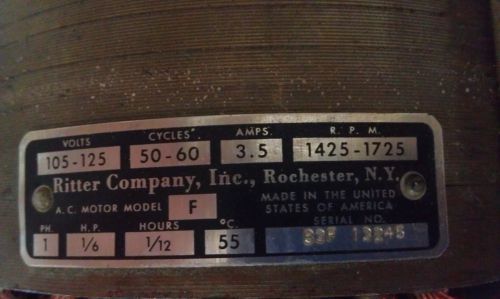 VOLTS CYCLES AMPS. R. P. M.
105-125 50-60 3.5 1425-1725
Ritter Company, Inc., Rochester, N.Y.
A.C. MOTOR MODEL F MADE IN THE UNITED
STATES OF AMERICA
PH. H.P. HOURS °C. SERIAL NO.
1 1/6 1/12 55